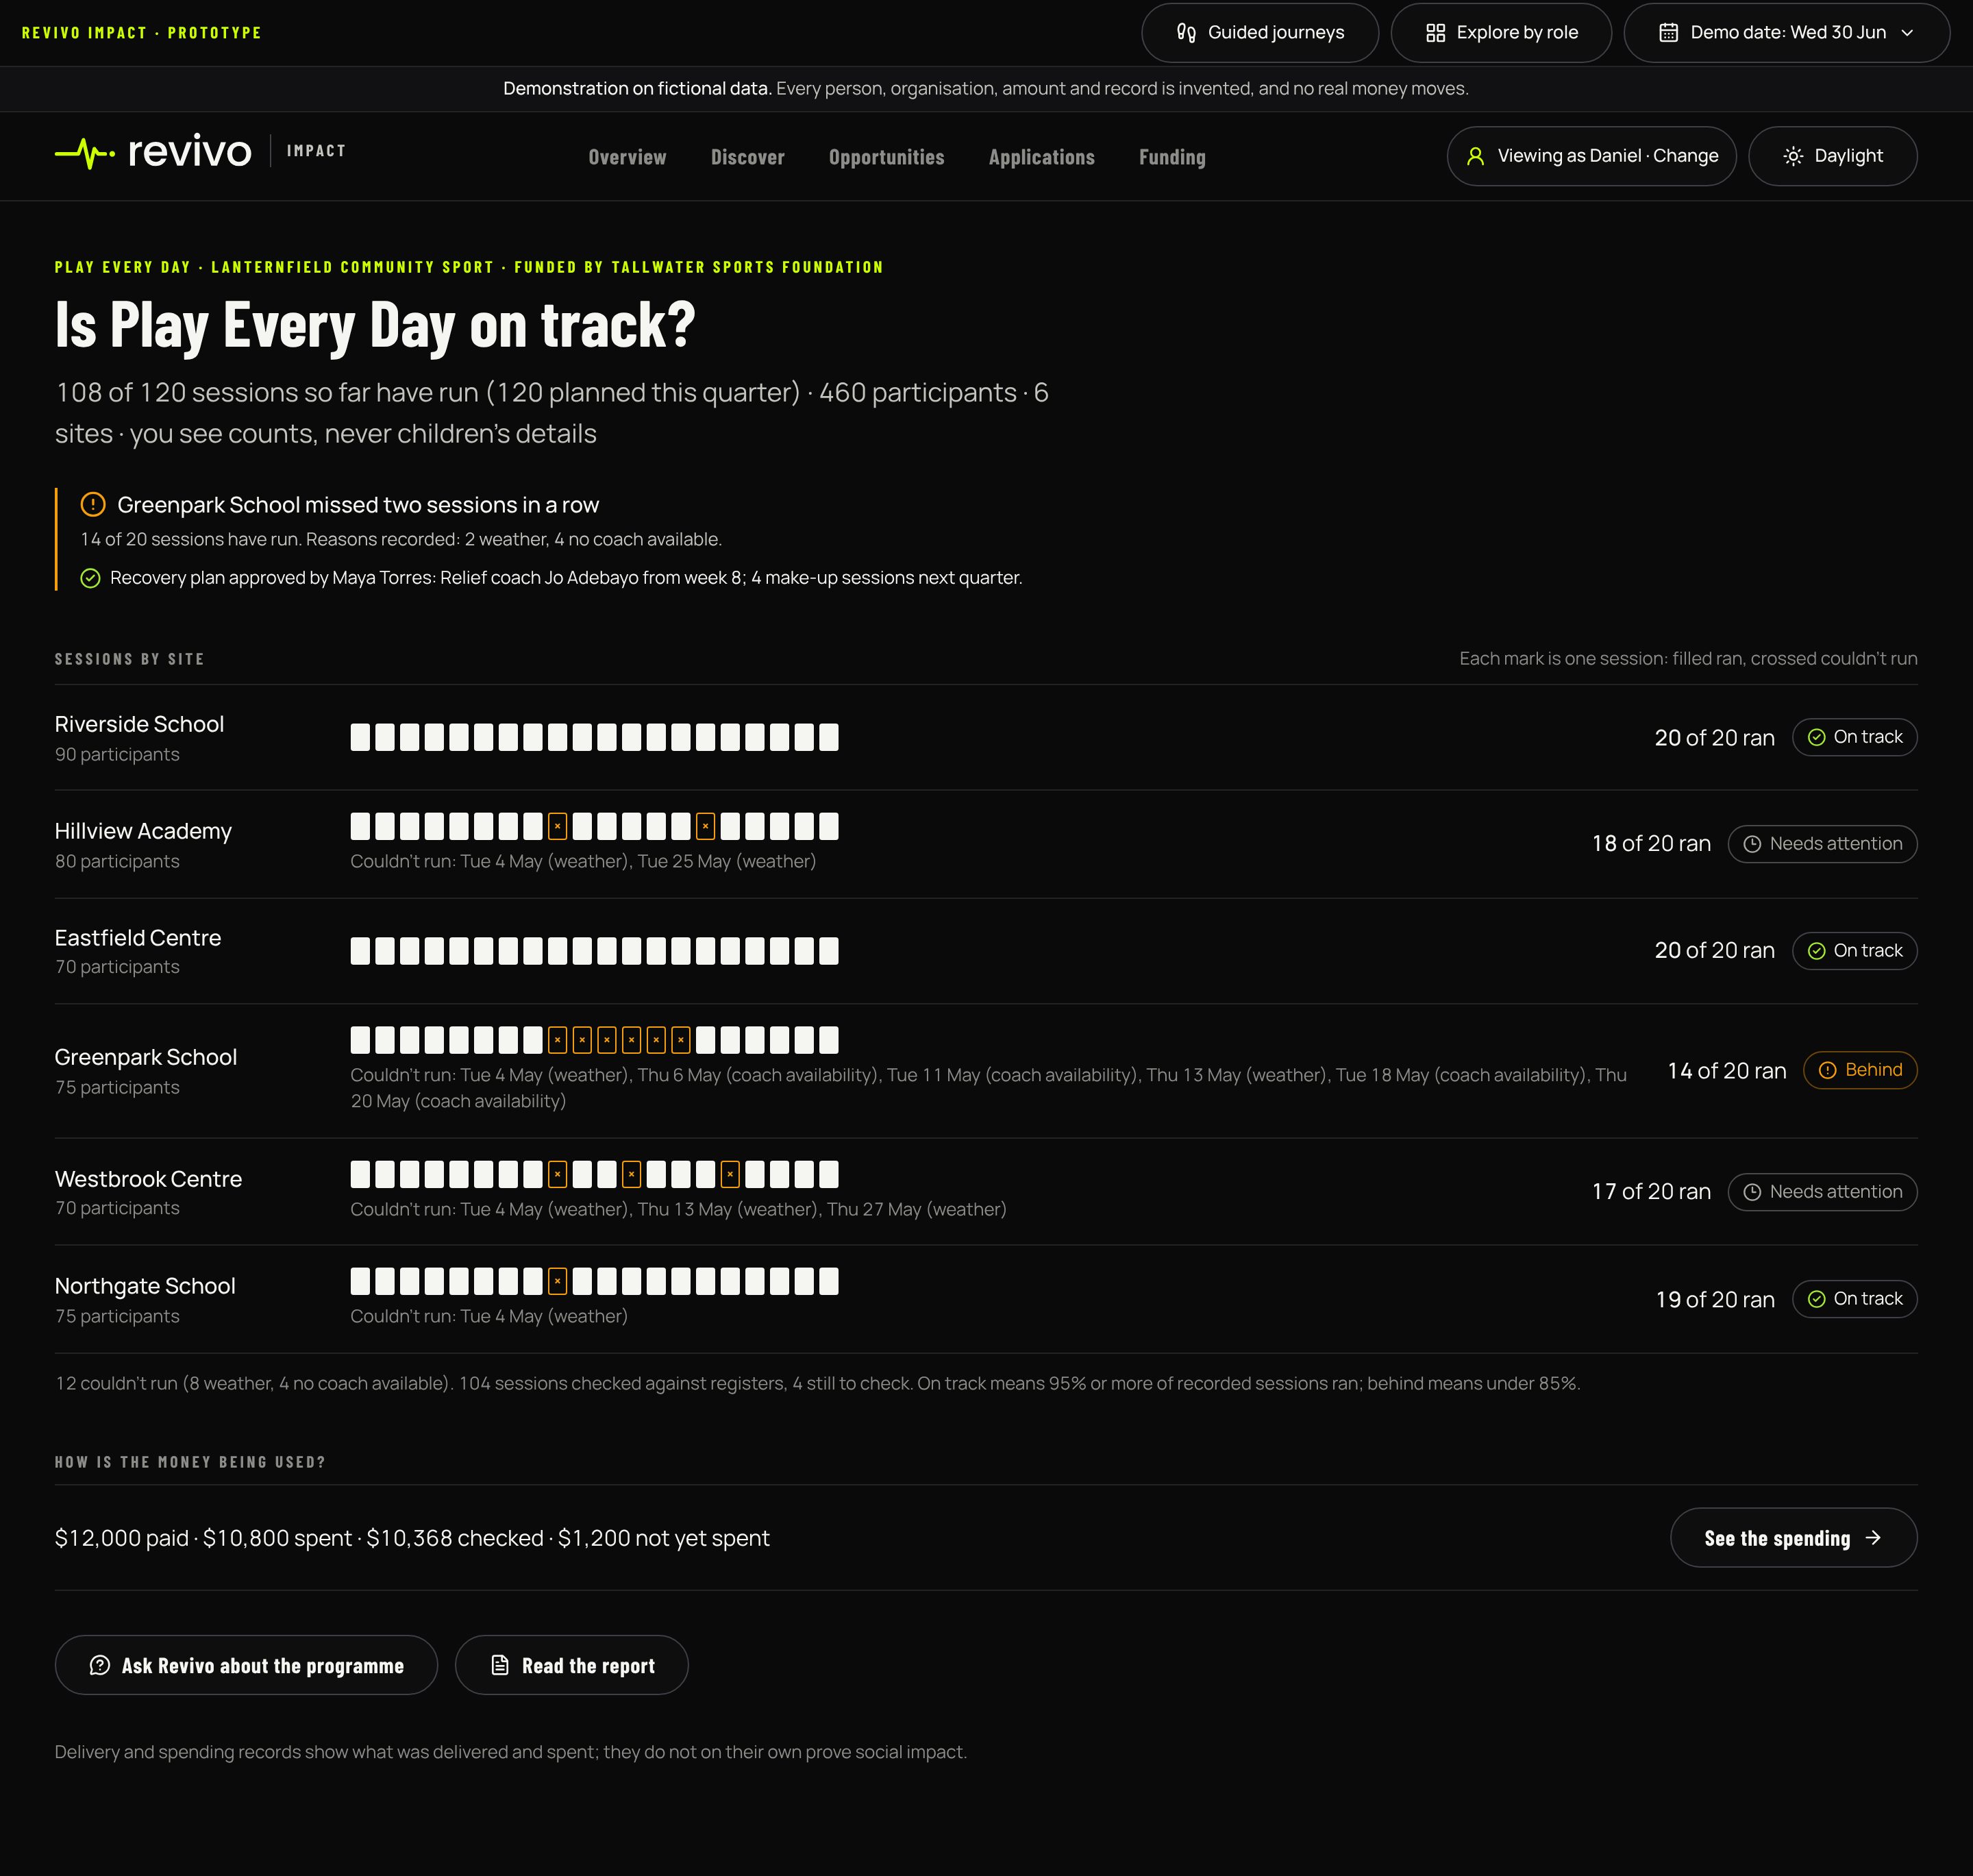 REVIVO IMPACT · PROTOTYPE
Guided journeys
Explore by role
Demo date: Wed 30 Jun
Demonstration on fictional data. Every person, organisation, amount and record is invented, and no real money moves.
revivo
IMPACT
Overview
Discover
Opportunities
Applications
Funding
Viewing as Daniel · Change
Daylight
PLAY EVERY DAY · LANTERNFIELD COMMUNITY SPORT · FUNDED BY TALLWATER SPORTS FOUNDATION
Is Play Every Day on track?
108 of 120 sessions so far have run (120 planned this quarter) · 460 participants · 6
sites · you see counts, never children's details
Greenpark School missed two sessions in a row
14 of 20 sessions have run. Reasons recorded: 2 weather, 4 no coach available.
Recovery plan approved by Maya Torres: Relief coach Jo Adebayo from week 8; 4 make-up sessions next quarter.
SESSIONS BY SITE
Each mark is one session: filled ran, crossed couldn't run
Riverside School
90 participants
20 of 20 ran
On track
Hillview Academy
80 participants
Couldn't run: Tue 4 May (weather), Tue 25 May (weather)
18 of 20 ran
Needs attention
Eastfield Centre
70 participants
20 of 20 ran
On track
Greenpark School
75 participants
Couldn't run: Tue 4 May (weather), Thu 6 May (coach availability), Tue 11 May (coach availability), Thu 13 May (weather), Tue 18 May (coach availability), Thu
20 May (coach availability)
14 of 20 ran
Behind
Westbrook Centre
70 participants
Couldn't run: Tue 4 May (weather), Thu 13 May (weather), Thu 27 May (weather)
17 of 20 ran
Needs attention
Northgate School
75 participants
Couldn't run: Tue 4 May (weather)
19 of 20 ran
On track
12 couldn't run (8 weather, 4 no coach available). 104 sessions checked against registers, 4 still to check. On track means 95% or more of recorded sessions ran; behind means under 85%.
HOW IS THE MONEY BEING USED?
$12,000 paid · $10,800 spent · $10,368 checked · $1,200 not yet spent
See the spending
Ask Revivo about the programme
Read the report
Delivery and spending records show what was delivered and spent; they do not on their own prove social impact.